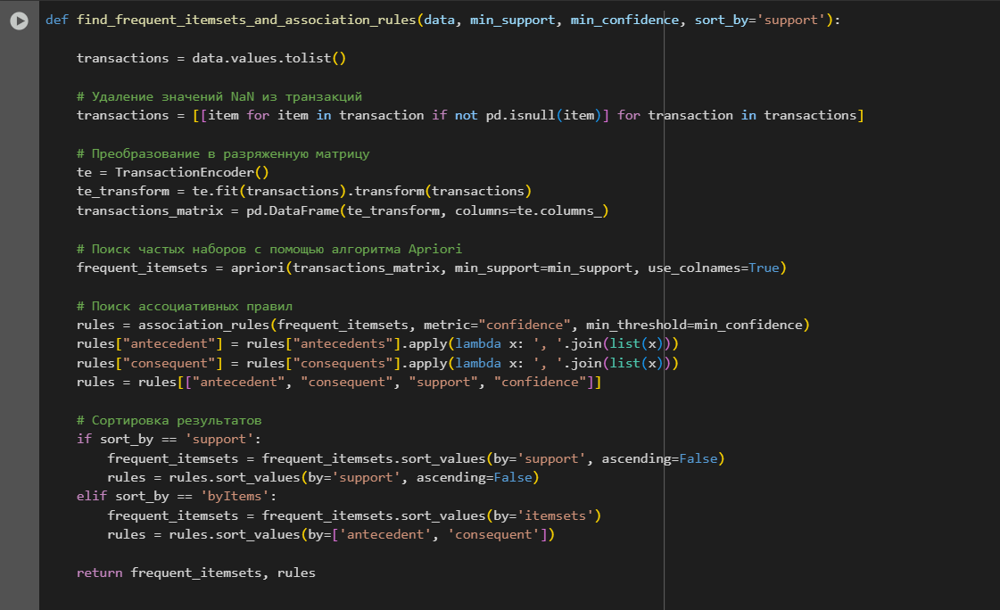 def find_frequent_itemsets_and_association_rules(data, min_support, min_confidence, sort_by='support'):
transactions = data.values.tolist()
# Удаление значений NaN из транзакций
transactions = [[item for item in transaction if not pd.isnull(item)] for transaction in transactions]
# Преобразование в разряженную матрицу
te = TransactionEncoder()
te_transform = te.fit(transactions).transform(transactions)
transactions_matrix = pd.DataFrame(te_transform, columns=te.columns_)
# Поиск частых наборов с помощью алгоритма Apriori
frequent_itemsets = apriori(transactions_matrix, min_support=min_support, use_colnames=True)
# Поиск ассоциативных правил
rules = association_rules(frequent_itemsets, metric="confidence", min_threshold=min_confidence)
rules["antecedent"] = rules["antecedents"].apply(lambda x: ', '.join(list(x)))
rules["consequent"] = rules["consequents"].apply(lambda x: ', '.join(list(x)))
rules = rules[["antecedent", "consequent", "support", "confidence"]]
# Сортировка результатов
if sort_by == 'support':
frequent_itemsets = frequent_itemsets.sort_values(by='support', ascending=False)
rules = rules.sort_values(by='support', ascending=False)
elif sort_by == 'byItems':
frequent_itemsets = frequent_itemsets.sort_values(by='itemsets')
rules = rules.sort_values(by=['antecedent', 'consequent'])
return frequent_itemsets, rules